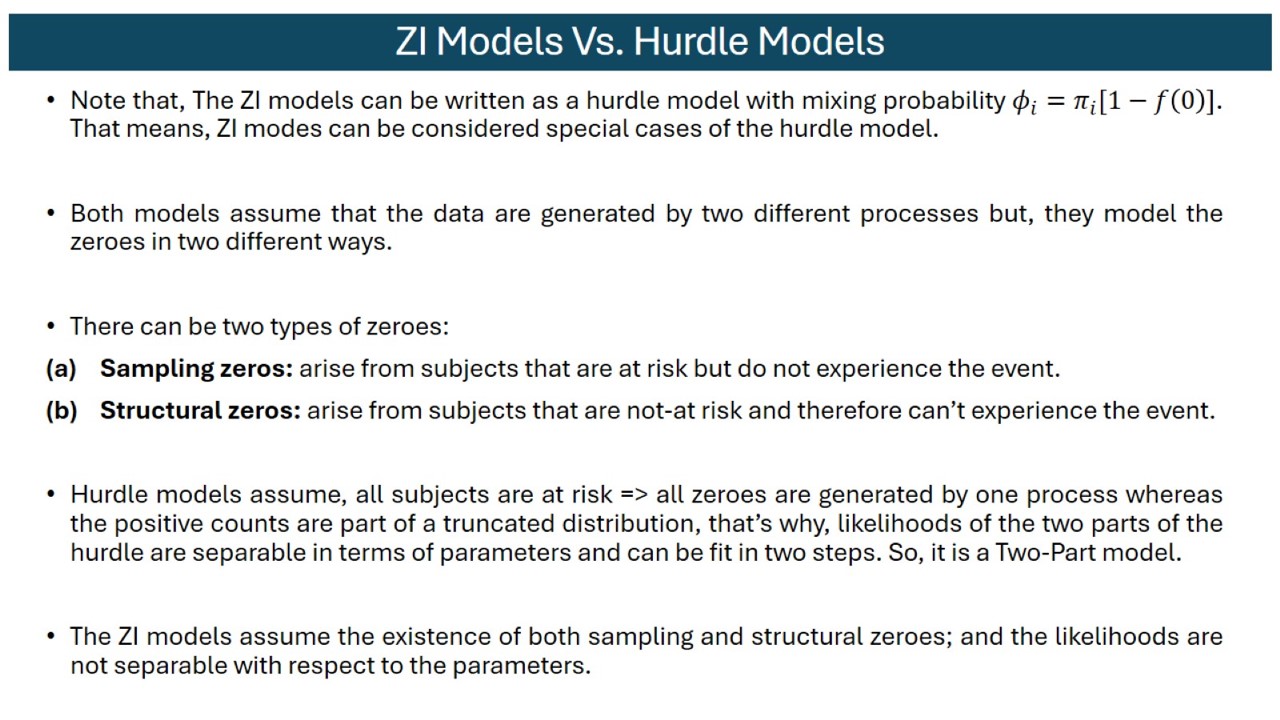 ZI Models Vs. Hurdle Models
• Note that, The ZI models can be written as a hurdle model with mixing probability ϕᵢ = πᵢ[1 − f(0)].
That means, ZI modes can be considered special cases of the hurdle model.
• Both models assume that the data are generated by two different processes but, they model the
zeroes in two different ways.
• There can be two types of zeroes:
(a) Sampling zeros: arise from subjects that are at risk but do not experience the event.
(b) Structural zeros: arise from subjects that are not-at risk and therefore can’t experience the event.
• Hurdle models assume, all subjects are at risk => all zeroes are generated by one process whereas
the positive counts are part of a truncated distribution, that’s why, likelihoods of the two parts of the
hurdle are separable in terms of parameters and can be fit in two steps. So, it is a Two-Part model.
• The ZI models assume the existence of both sampling and structural zeroes; and the likelihoods are
not separable with respect to the parameters.